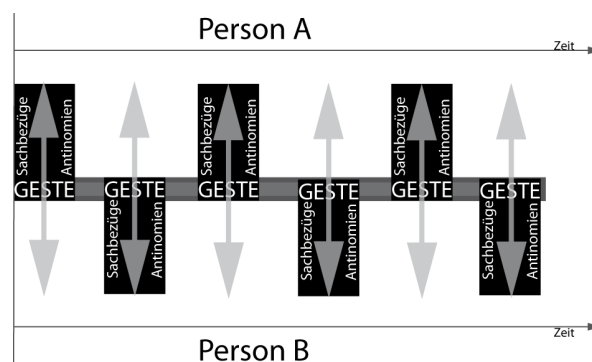 Person A
Zeit
Sachbezüge
Antinomien
GESTE
Sachbezüge
Antinomien
GESTE
Sachbezüge
Antinomien
GESTE
GESTE
Sachbezüge
Antinomien
GESTE
Sachbezüge
Antinomien
GESTE
Sachbezüge
Antinomien
Zeit
Person B